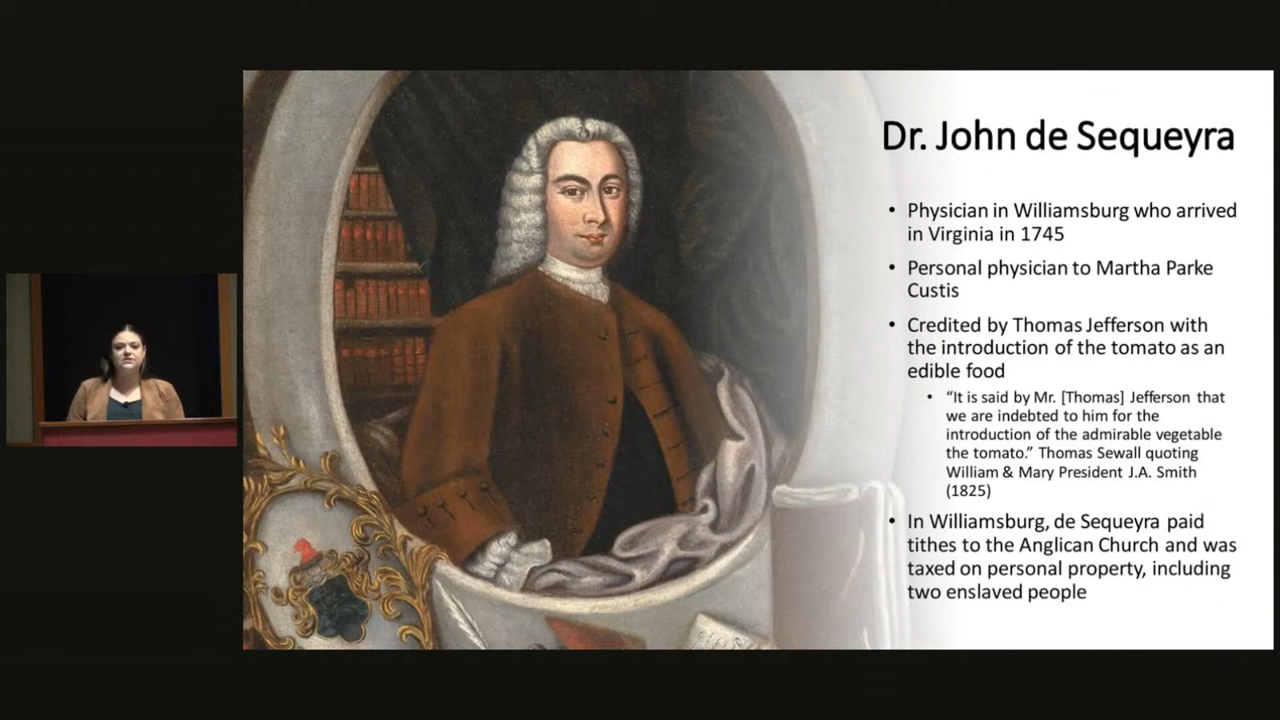 Dr. John de Sequeyra
• Physician in Williamsburg who arrived
in Virginia in 1745
• Personal physician to Martha Parke
Custis
• Credited by Thomas Jefferson with
the introduction of the tomato as an
edible food
• “It is said by Mr. [Thomas] Jefferson that
we are indebted to him for the
introduction of the admirable vegetable
the tomato.” Thomas Sewall quoting
William & Mary President J.A. Smith
(1825)
• In Williamsburg, de Sequeyra paid
tithes to the Anglican Church and was
taxed on personal property, including
two enslaved people